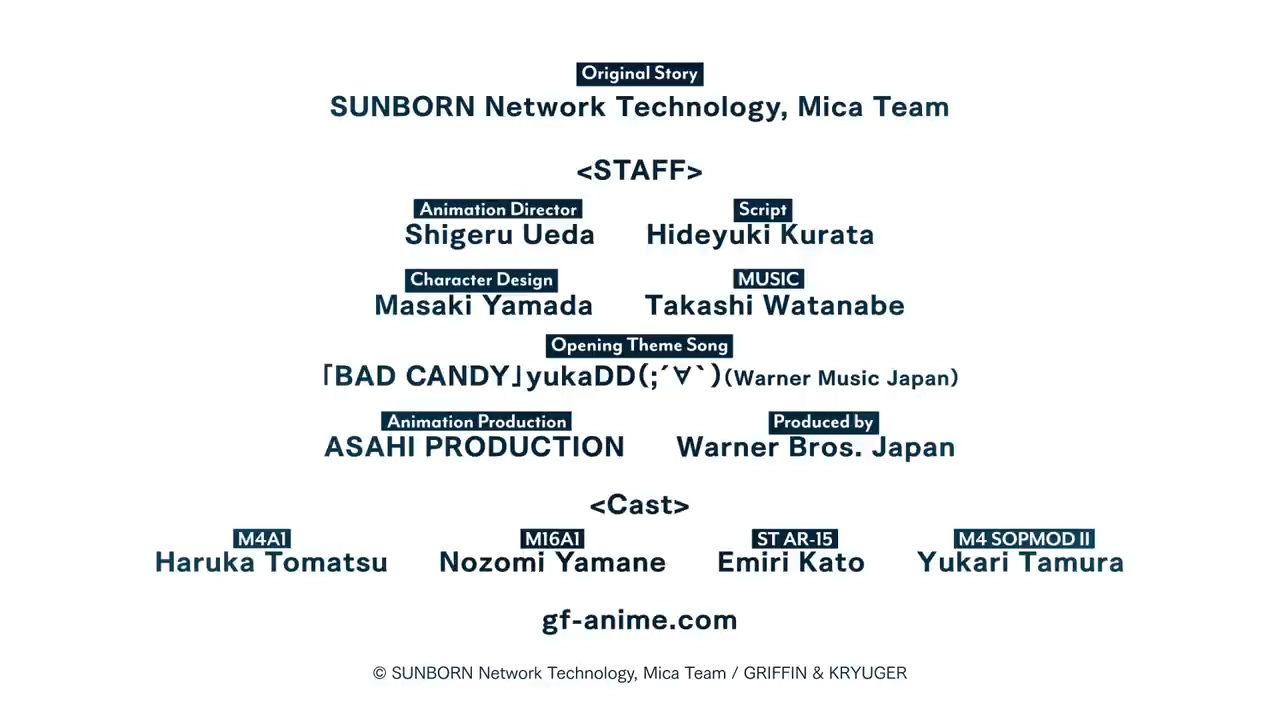 Original Story
SUNBORN Network Technology, Mica Team
<STAFF>
Animation Director Script
Shigeru Ueda Hideyuki Kurata
Character Design MUSIC
Masaki Yamada Takashi Watanabe
Opening Theme Song
「BAD CANDY」yukaDD(;´∀`)(Warner Music Japan)
Animation Production Produced by
ASAHI PRODUCTION Warner Bros. Japan
<Cast>
M4A1 M16A1 ST AR-15 M4 SOPMOD II
Haruka Tomatsu Nozomi Yamane Emiri Kato Yukari Tamura
gf-anime.com
© SUNBORN Network Technology, Mica Team / GRIFFIN & KRYUGER